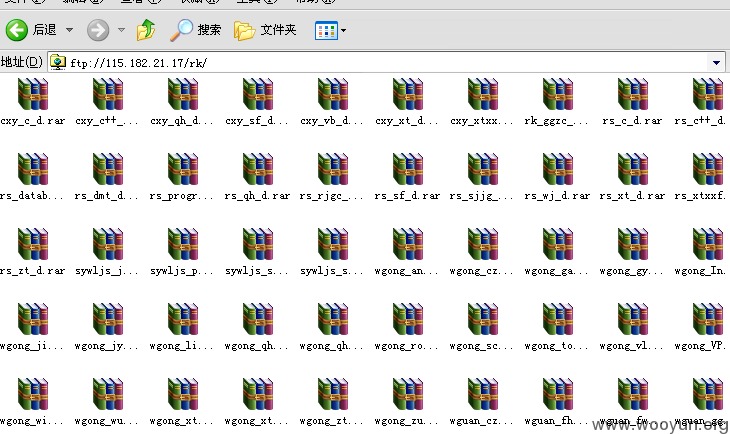 后退 搜索 文件夹
地址(D) ftp://115.182.21.17/rk/
cxy_c_d.rar cxy_c++_... cxy_qh_d... cxy_sf_d... cxy_vb_d... cxy_xt_d... cxy_xtxx... rk_ggzc_... rs_c_d.rar rs_c++_d.
rs_datab... rs_dmt_d... rs_progr... rs_qh_d.rar rs_rjgc_... rs_sf_d.rar rs_sjjg_... rs_wj_d.rar rs_xt_d.rar rs_xtxxf.
rs_zt_d.rar sywljs_j... sywljs_p... sywljs_s... sywljs_s... wgong_an... wgong_cz... wgong_ga... wgong_gy... wgong_In.
wgong_ji... wgong_jy... wgong_li... wgong_qh... wgong_qh... wgong_ro... wgong_sc... wgong_to... wgong_vl... wgong_VP.
wgong_wi... wgong_wu... wgong_xt... wgong_xt... wgong_zt... wgong_zu... wguan_cz... wguan_fh... wguan_fw
www.wooyun.org